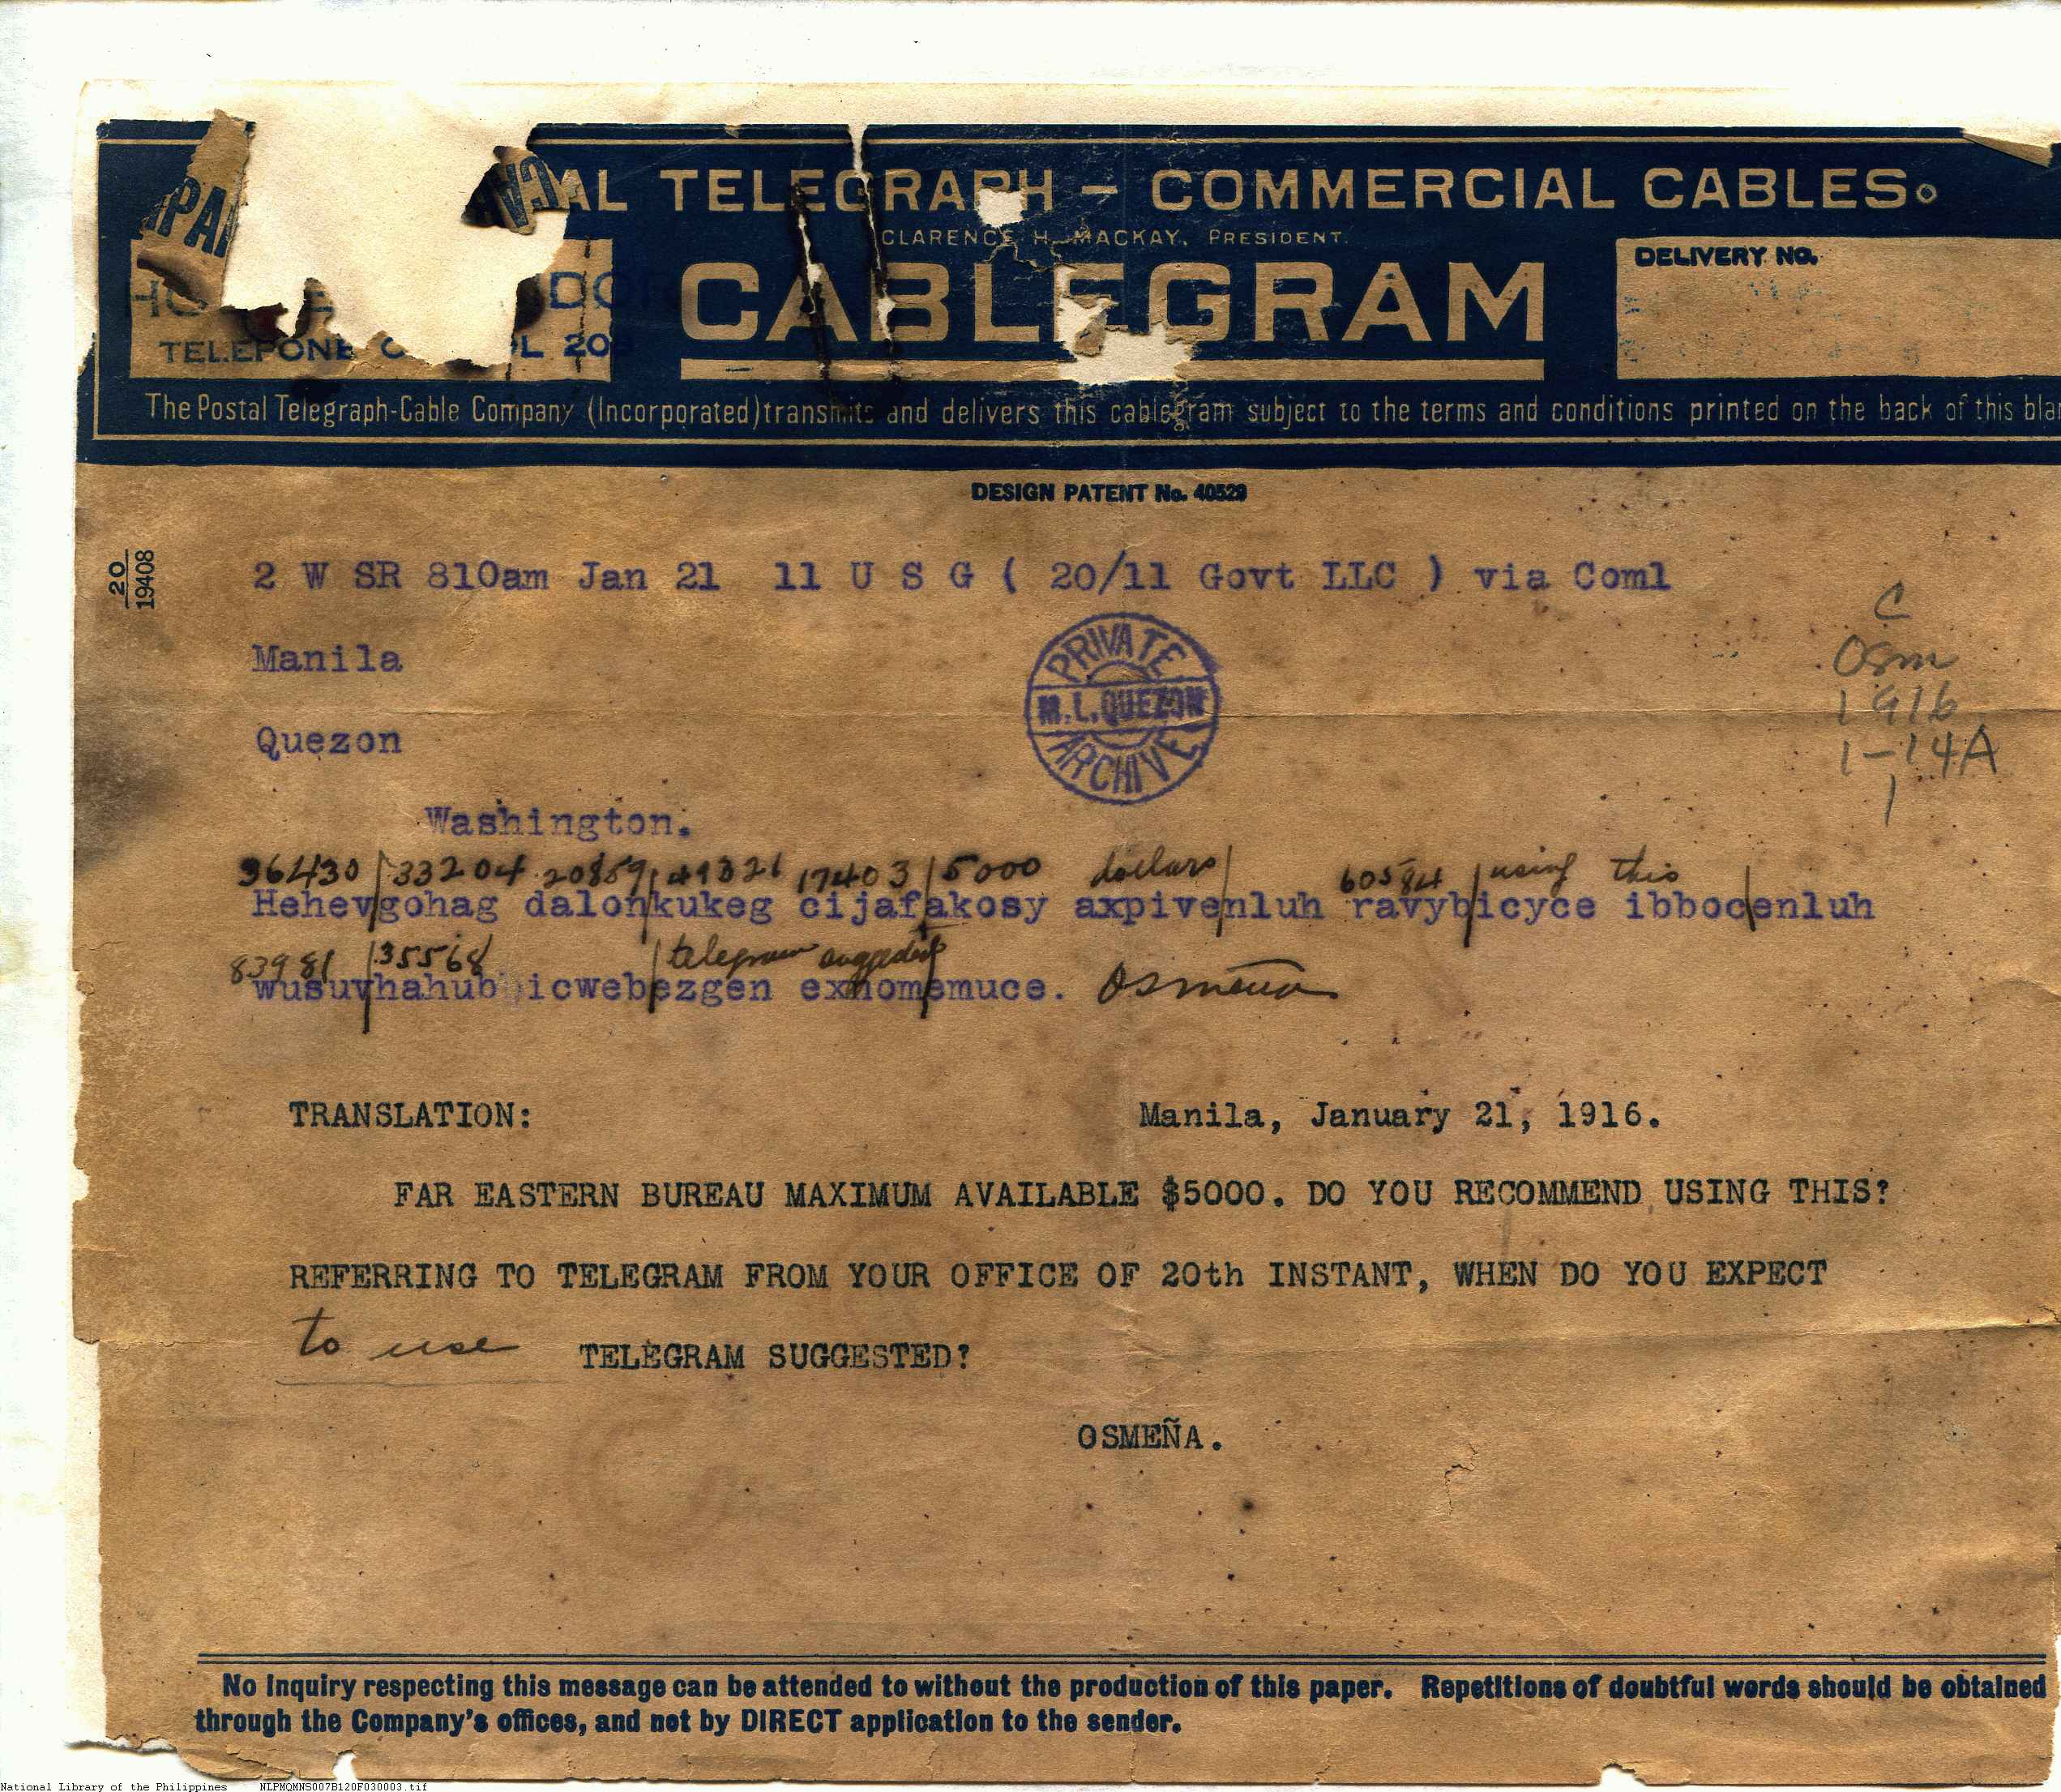 AL TELEGRAPH - COMMERCIAL CABLES.
CLARENCE H. MACKAY, PRESIDENT.
CABLEGRAM
DELIVERY NO.
TELEFONE
The Postal Telegraph-Cable Company (Incorporated) transmits and delivers this cablegram subject to the terms and conditions printed on the back of this bla
DESIGN PATENT No. 40529
20
19408
2 W SR 810am Jan 21 11 U S G ( 20/11 Govt LLC ) via Coml
C
Osm
1916
1-14A
1
Manila
PRIVATE
M.L.QUEZON
ARCHIVE
Quezon
Washington.
36430 33204 20859 49321 17403 5000 dollars 60584 using this
Hehevgohag dalonkukeg cijafakosy axpivenluh ravybicyce ibbocenluh
83981 35568 telegram suggested
wusuvhahub icwebezgen exnomemuce. Osmeña
TRANSLATION: Manila, January 21, 1916.
FAR EASTERN BUREAU MAXIMUM AVAILABLE $5000. DO YOU RECOMMEND USING THIS?
REFERRING TO TELEGRAM FROM YOUR OFFICE OF 20th INSTANT, WHEN DO YOU EXPECT
to use TELEGRAM SUGGESTED?
OSMEÑA.
No Inquiry respecting this message can be attended to without the production of this paper. Repetitions of doubtful words should be obtained
through the Company's offices, and not by DIRECT application to the sender.
National Library of the Philippines NLPMQMNS007B120F030003.tif